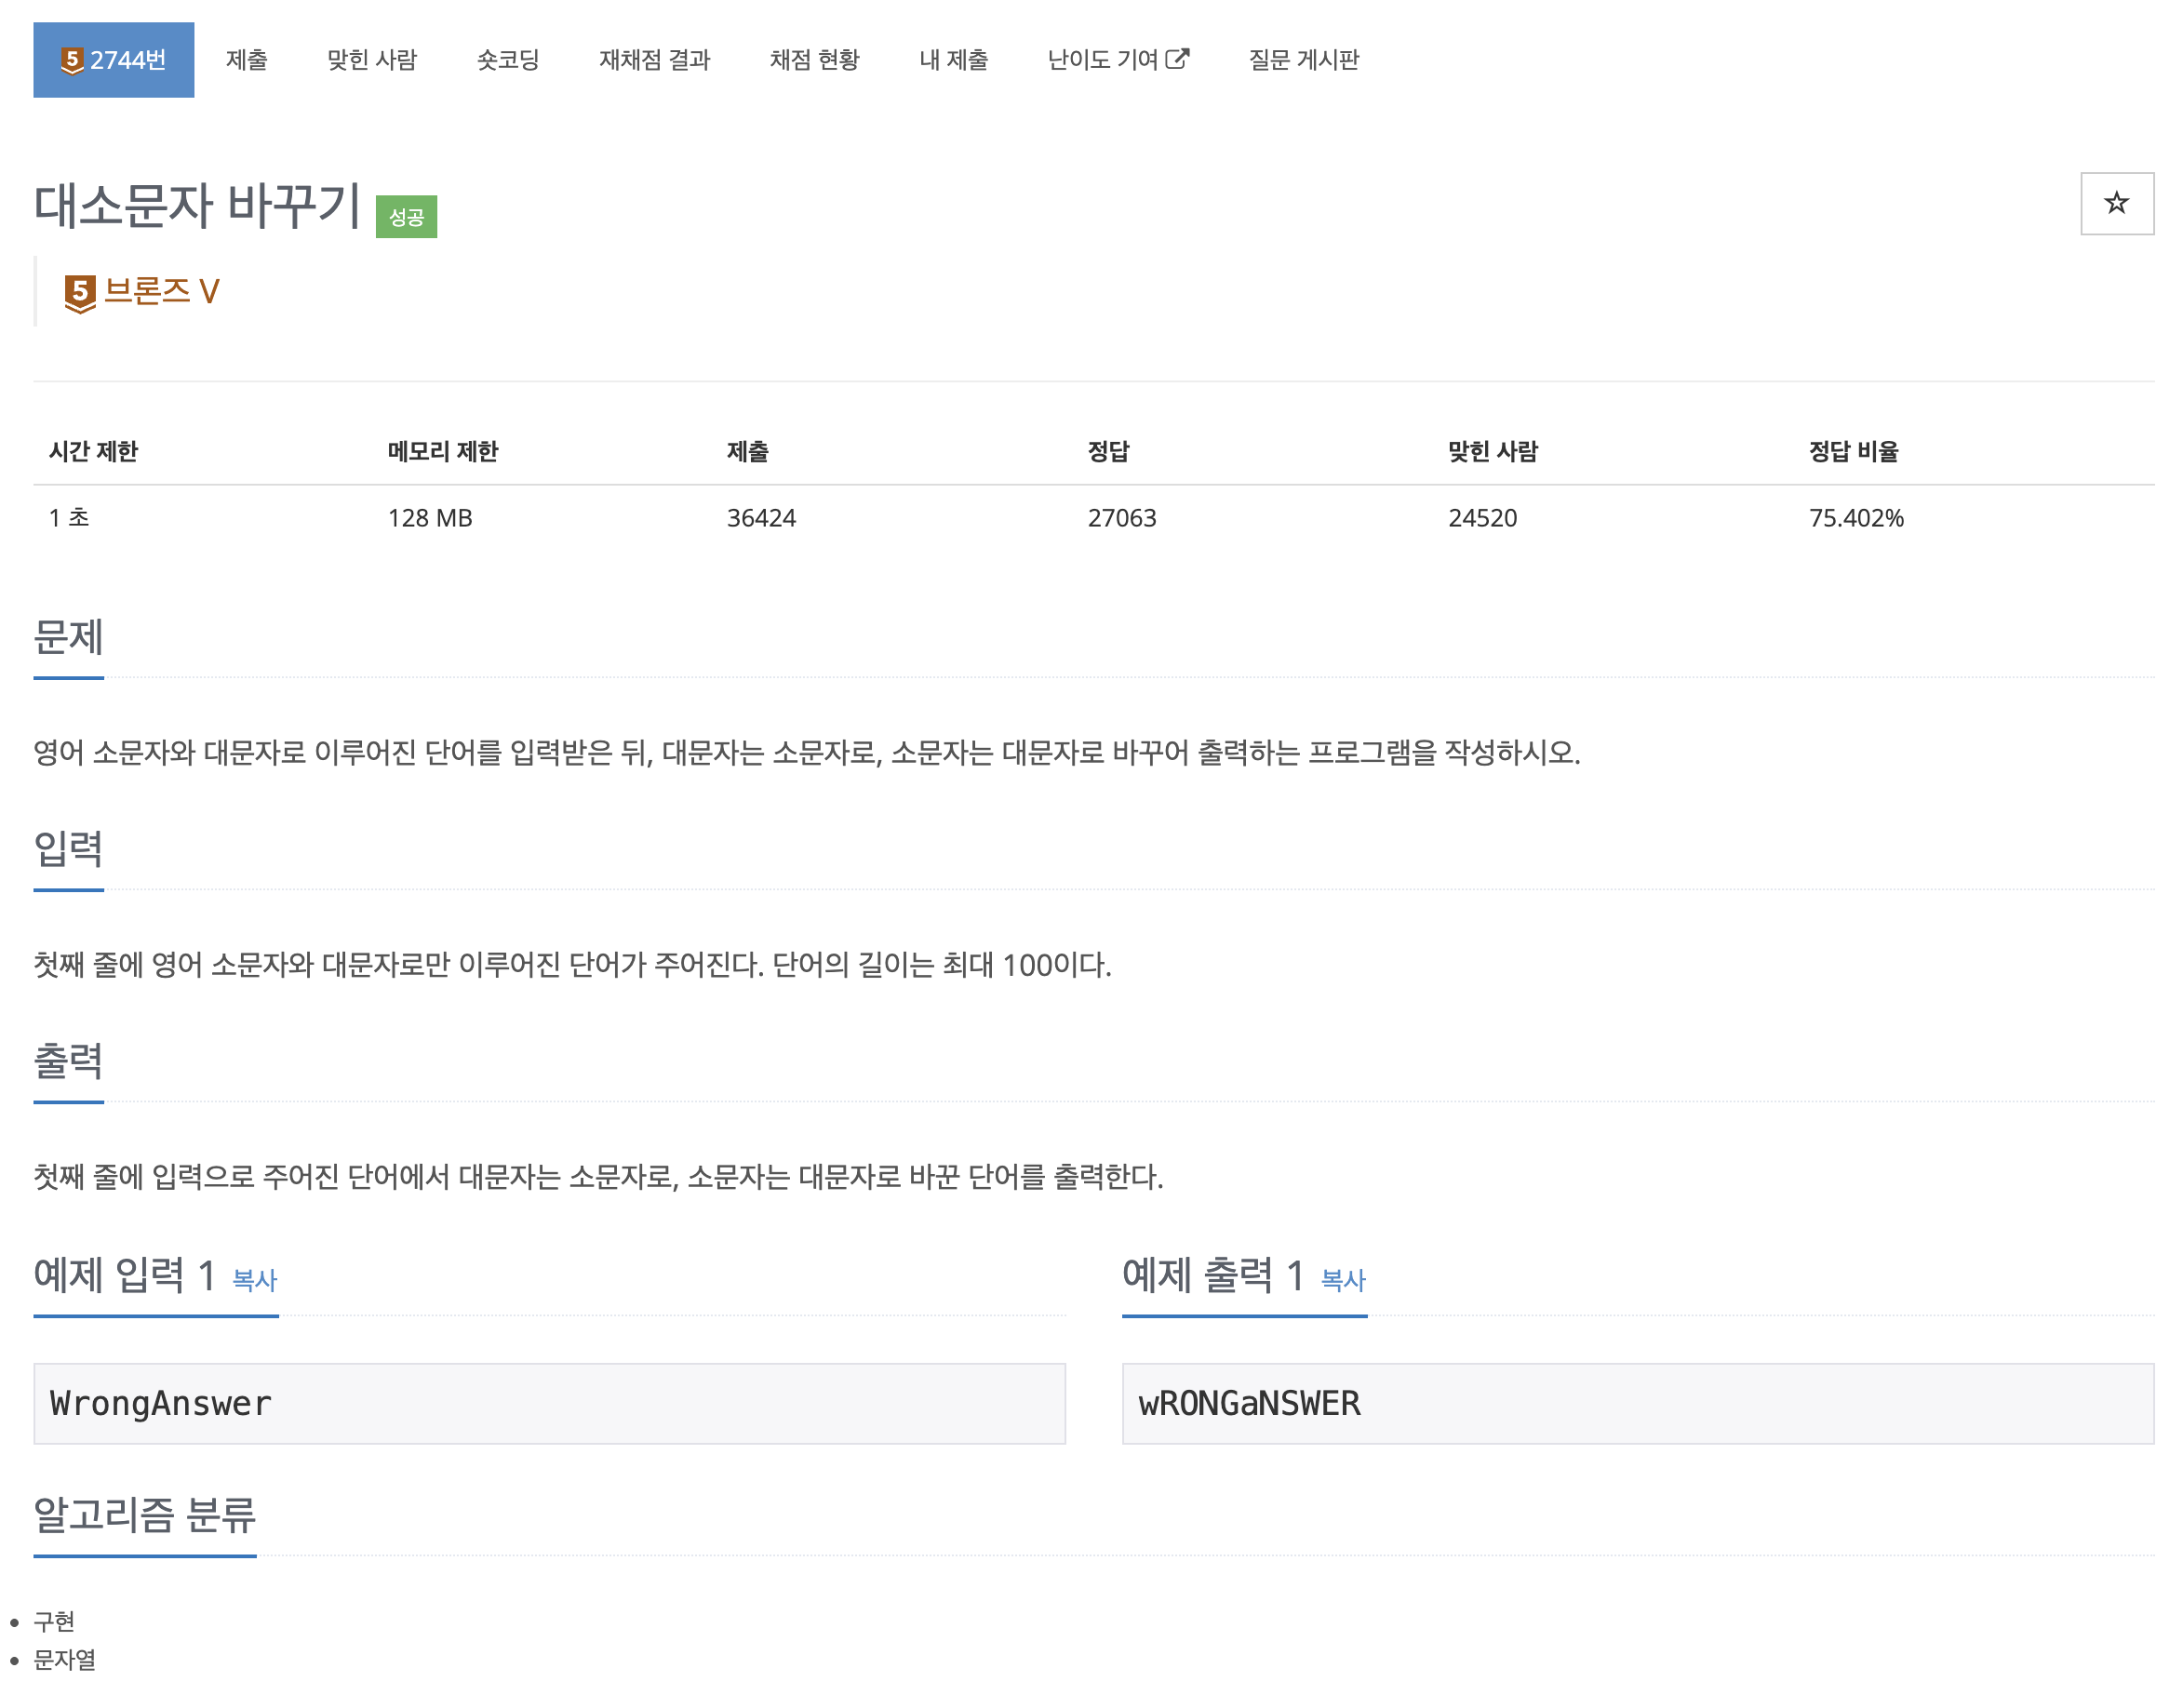 5 2744번 제출 맞힌 사람 숏코딩 재채점 결과 채점 현황 내 제출 난이도 기여 질문 게시판
대소문자 바꾸기 성공
5 브론즈 V
시간 제한 메모리 제한 제출 정답 맞힌 사람 정답 비율
1 초 128 MB 36424 27063 24520 75.402%
문제
영어 소문자와 대문자로 이루어진 단어를 입력받은 뒤, 대문자는 소문자로, 소문자는 대문자로 바꾸어 출력하는 프로그램을 작성하시오.
입력
첫째 줄에 영어 소문자와 대문자로만 이루어진 단어가 주어진다. 단어의 길이는 최대 100이다.
출력
첫째 줄에 입력으로 주어진 단어에서 대문자는 소문자로, 소문자는 대문자로 바꾼 단어를 출력한다.
예제 입력 1 복사
WrongAnswer
예제 출력 1 복사
wRONGaNSWER
알고리즘 분류
• 구현
• 문자열